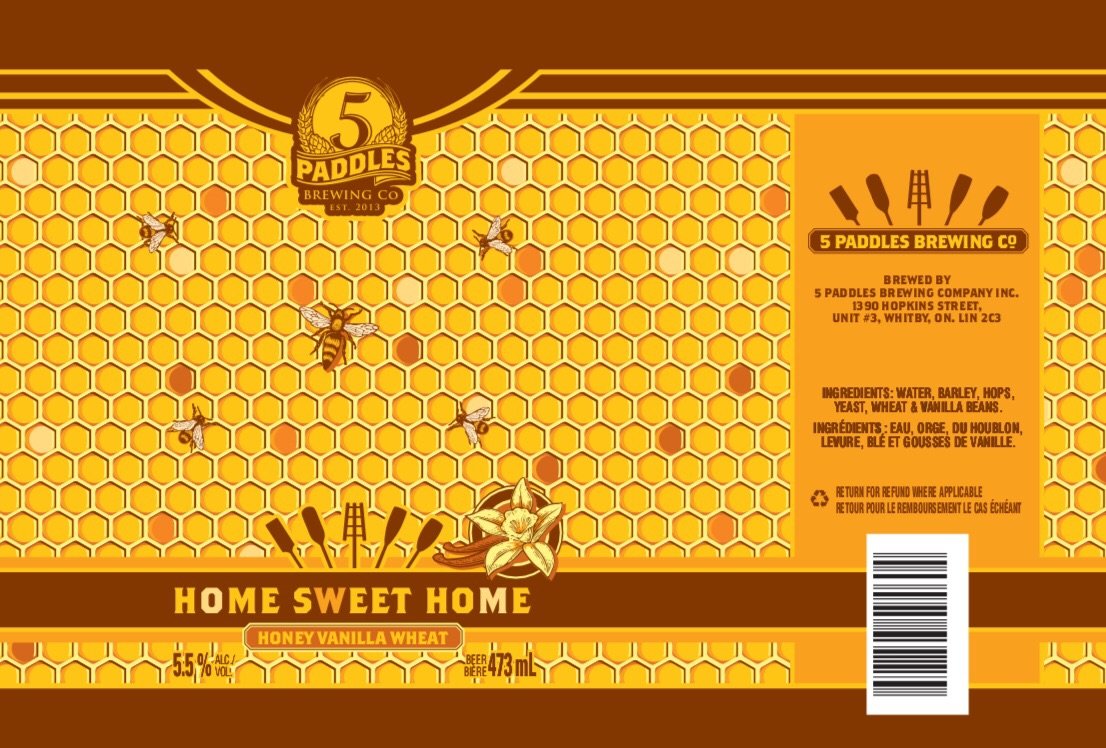 5
PADDLES
BREWING CO
EST. 2013
HOME SWEET HOME
HONEY VANILLA WHEAT
5.5 % ALC./
VOL.
BEER
BIÈRE 473 mL
5 PADDLES BREWING CO
BREWED BY
5 PADDLES BREWING COMPANY INC.
1390 HOPKINS STREET,
UNIT #3, WHITBY, ON. LIN 2C3
INGREDIENTS: WATER, BARLEY, HOPS,
YEAST, WHEAT & VANILLA BEANS.
INGRÉDIENTS : EAU, ORGE, DU HOUBLON,
LEVURE, BLÉ ET GOUSSES DE VANILLE.
RETURN FOR REFUND WHERE APPLICABLE
RETOUR POUR LE REMBOURSEMENT LE CAS ÉCHÉANT